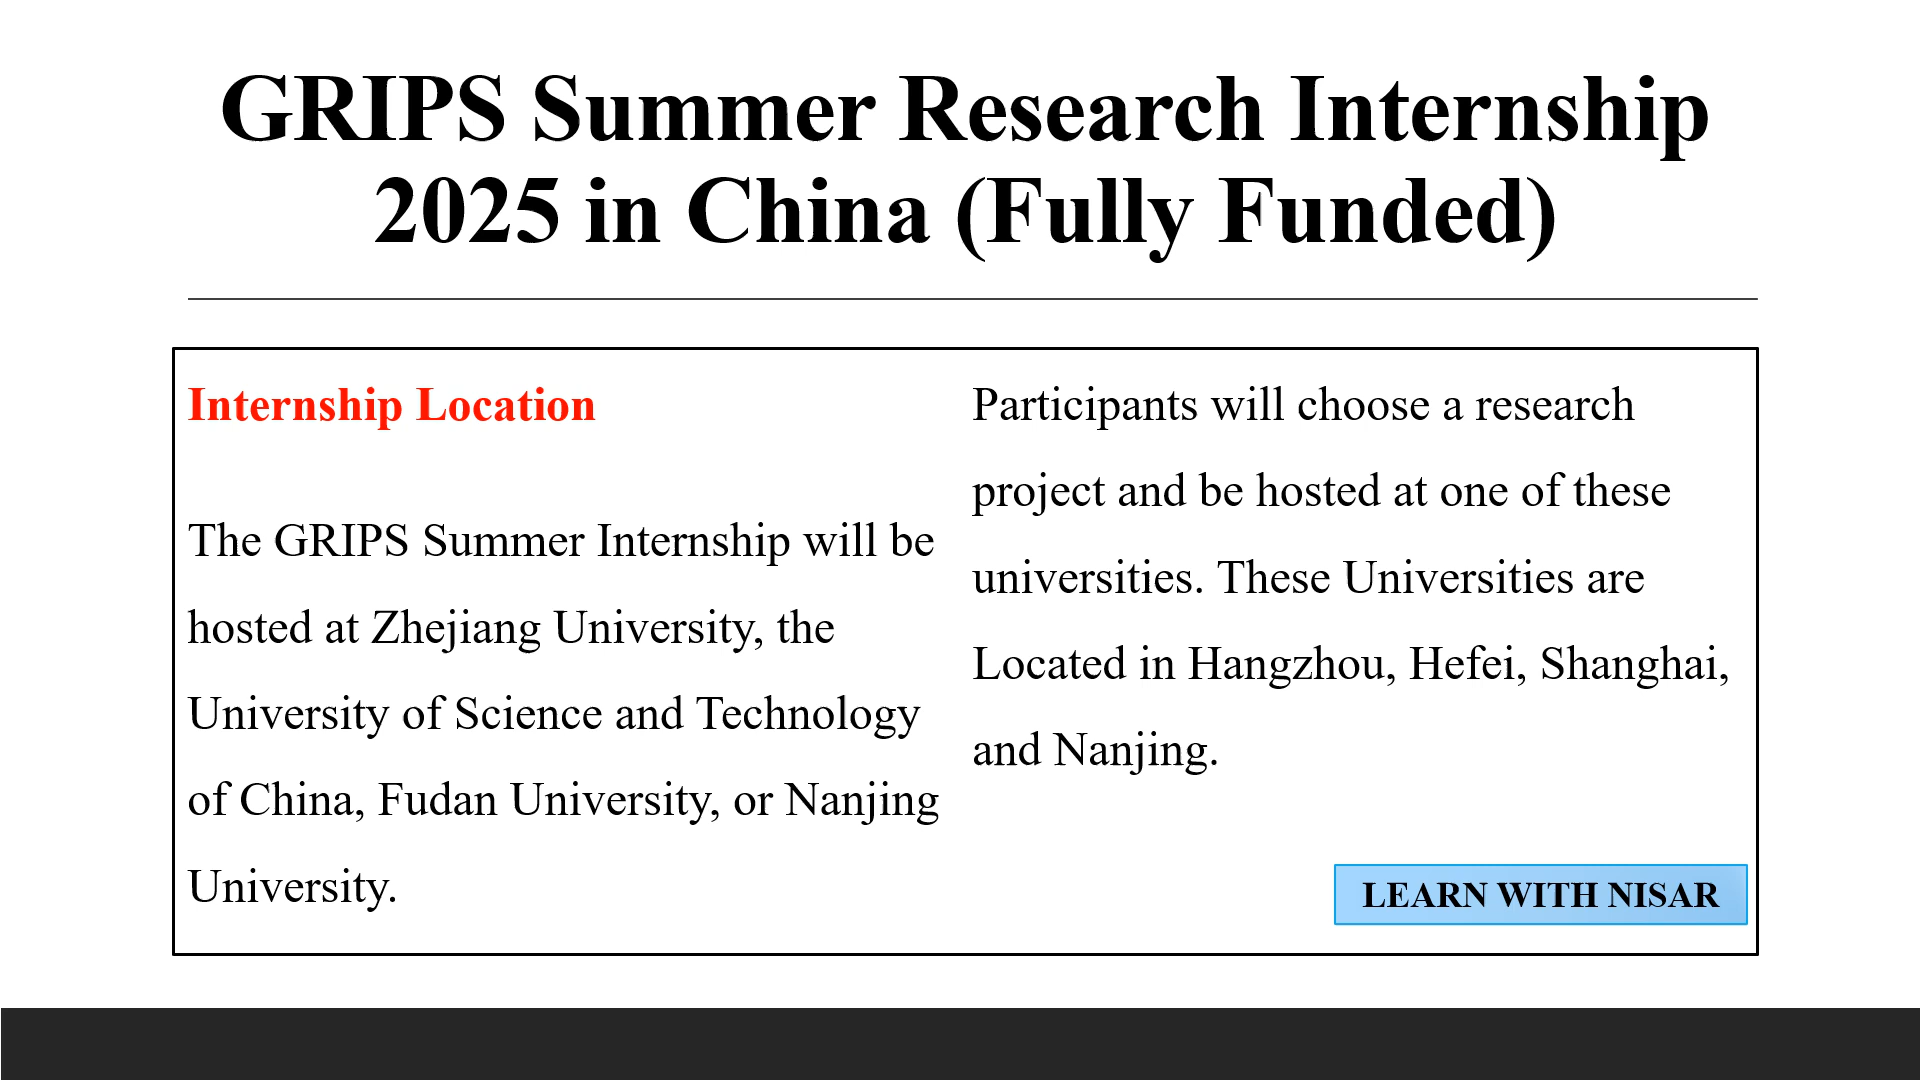 GRIPS Summer Research Internship
2025 in China (Fully Funded)
Internship Location
The GRIPS Summer Internship will be
hosted at Zhejiang University, the
University of Science and Technology
of China, Fudan University, or Nanjing
University.
Participants will choose a research
project and be hosted at one of these
universities. These Universities are
Located in Hangzhou, Hefei, Shanghai,
and Nanjing.
LEARN WITH NISAR